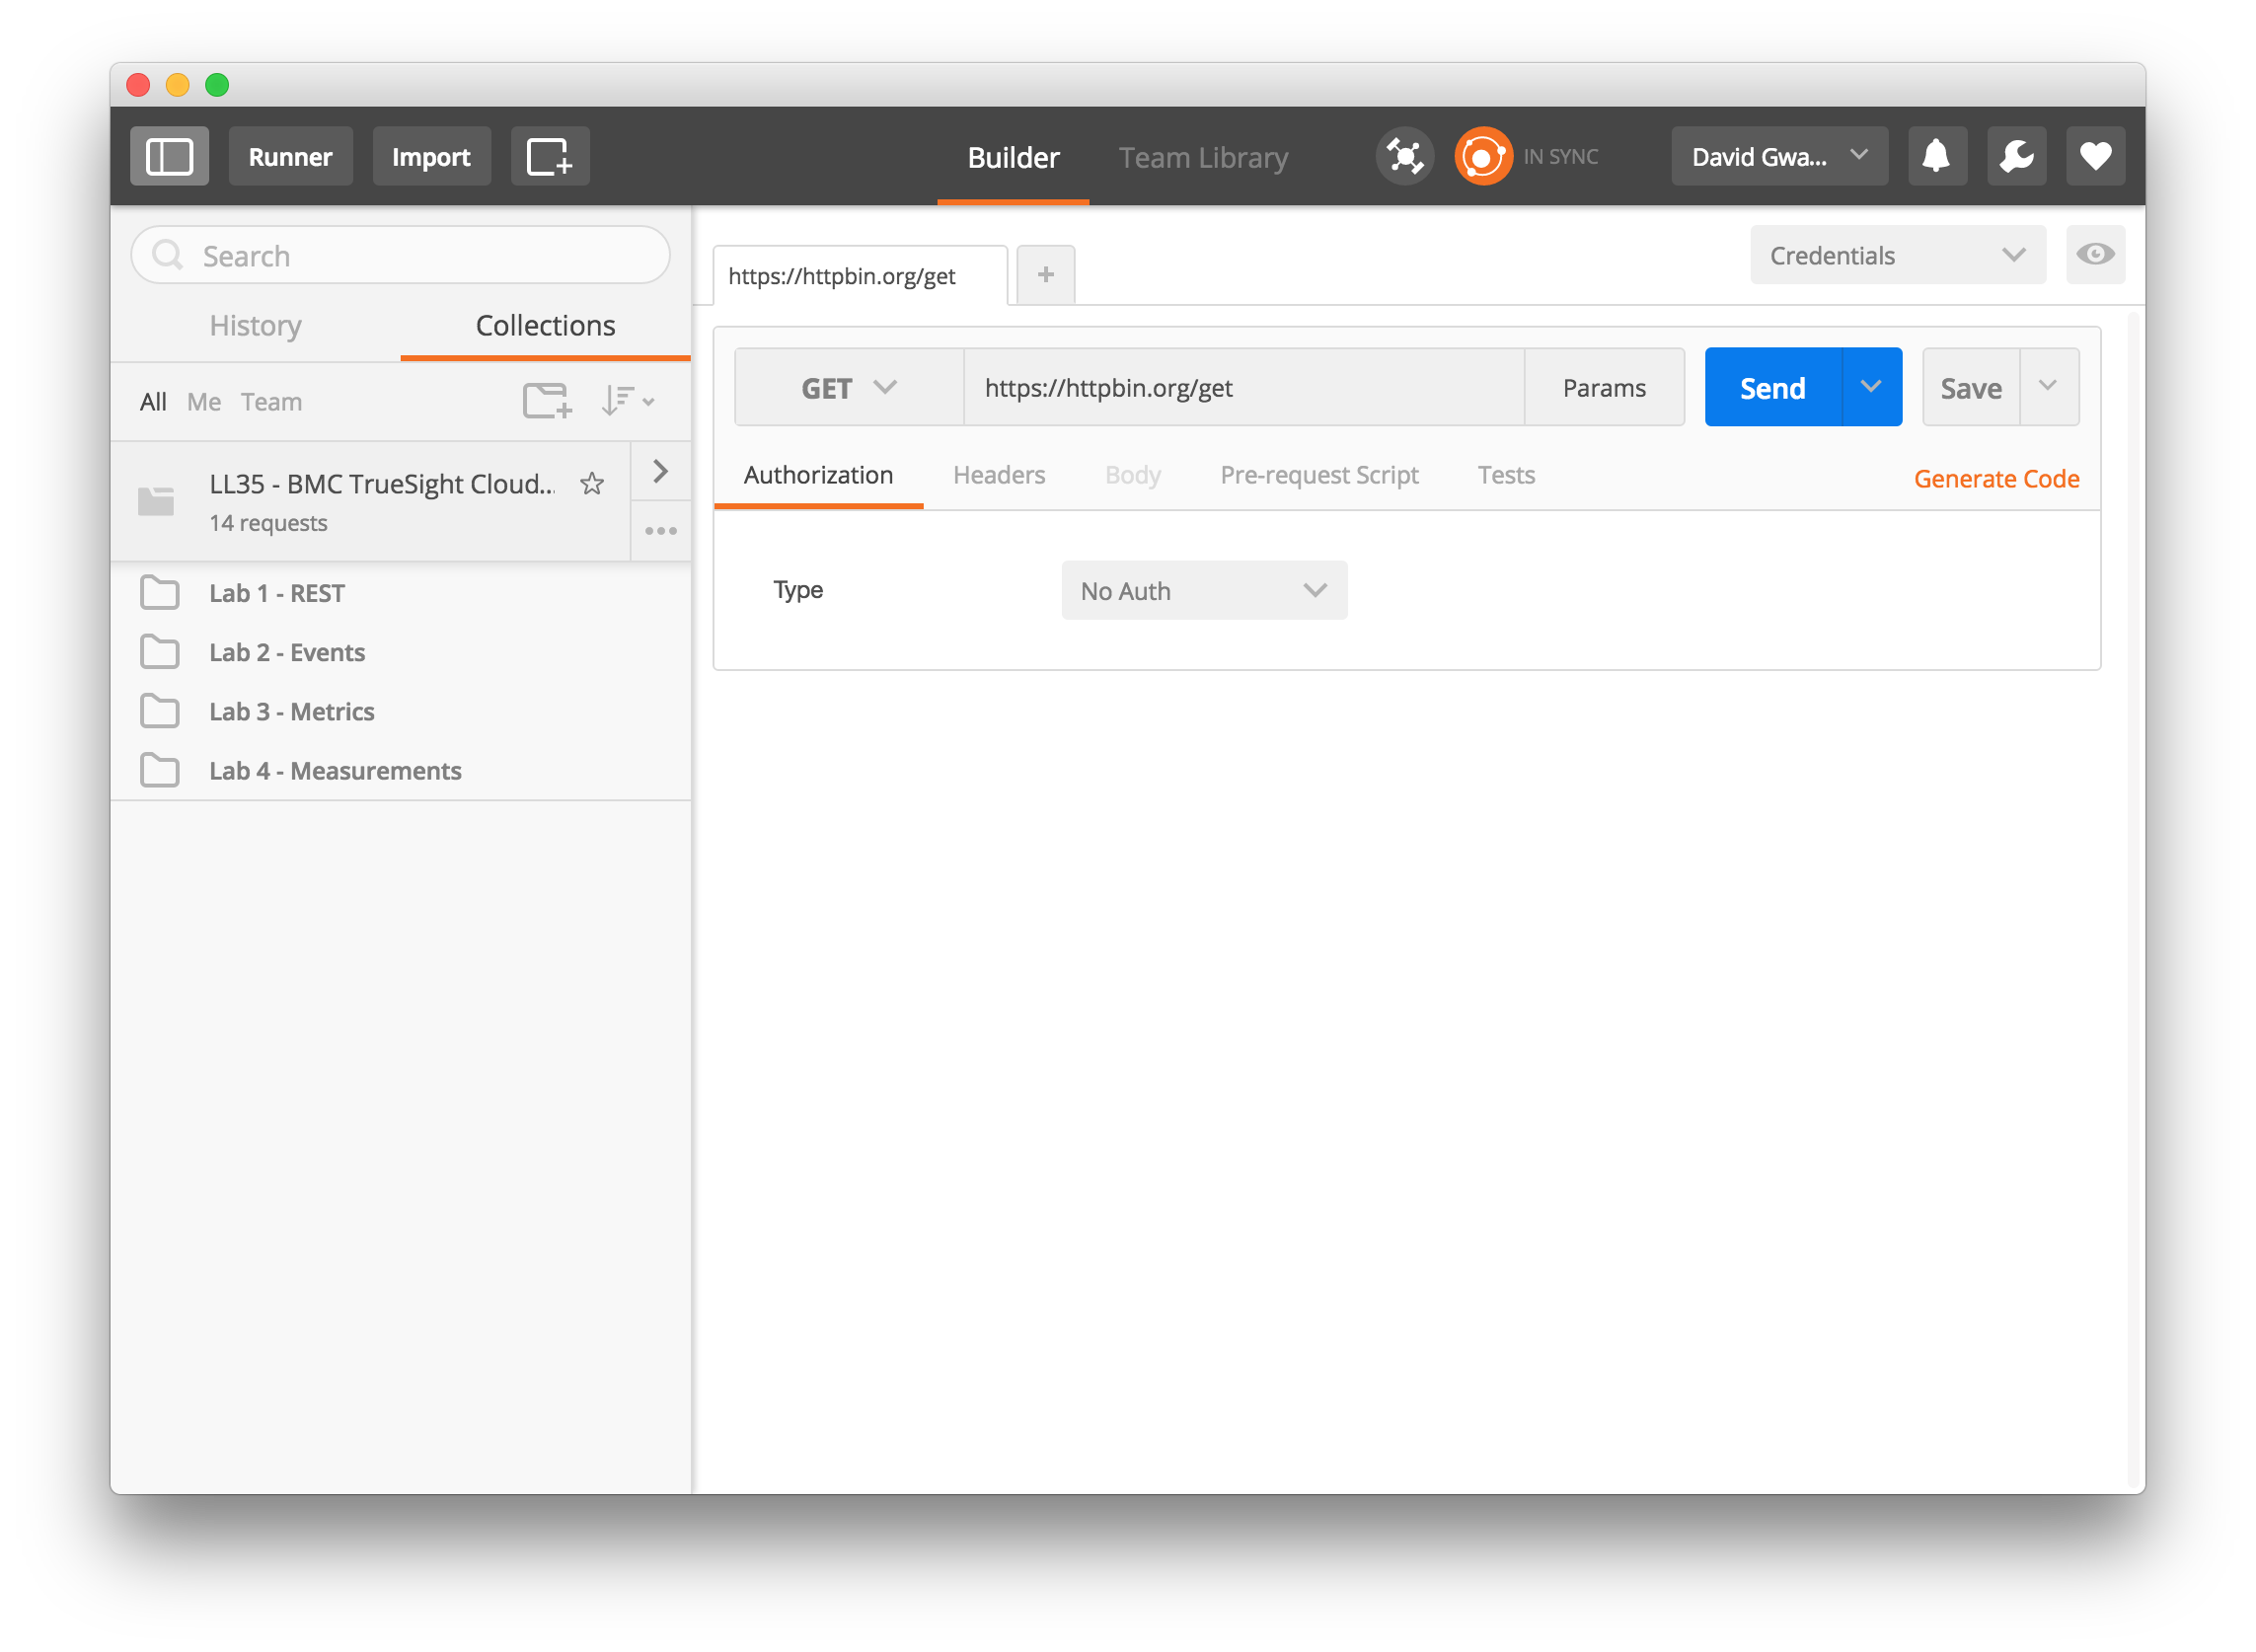 Runner Import Builder Team Library IN SYNC David Gwa...
Search
History Collections
All Me Team
LL35 - BMC TrueSight Cloud...
14 requests
Lab 1 - REST
Lab 2 - Events
Lab 3 - Metrics
Lab 4 - Measurements
https://httpbin.org/get + Credentials
GET https://httpbin.org/get Params Send Save
Authorization Headers Body Pre-request Script Tests Generate Code
Type No Auth